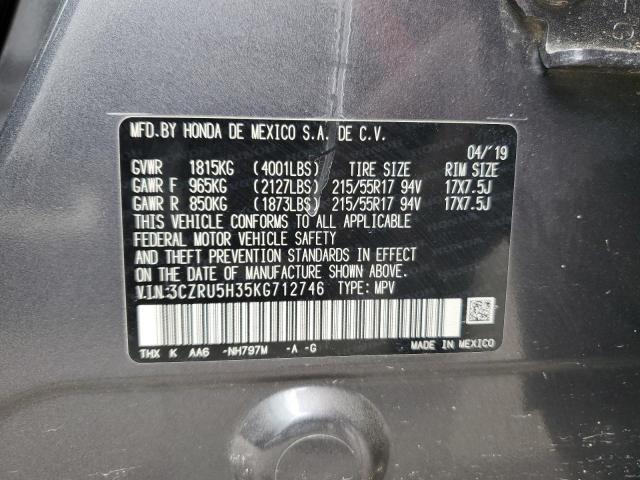 MFD.BY HONDA DE MEXICO S.A. DE C.V.
04/'19
GVWR 1815KG (4001LBS) TIRE SIZE RIM SIZE
GAWR F 965KG (2127LBS) 215/55R17 94V 17X7.5J
GAWR R 850KG (1873LBS) 215/55R17 94V 17X7.5J
THIS VEHICLE CONFORMS TO ALL APPLICABLE
FEDERAL MOTOR VEHICLE SAFETY
AND THEFT PREVENTION STANDARDS IN EFFECT
ON THE DATE OF MANUFACTURE SHOWN ABOVE.
V.I.N:3CZRU5H35KG712746 TYPE: MPV
THX K AA6 -NH797M -A -G MADE IN MEXICO